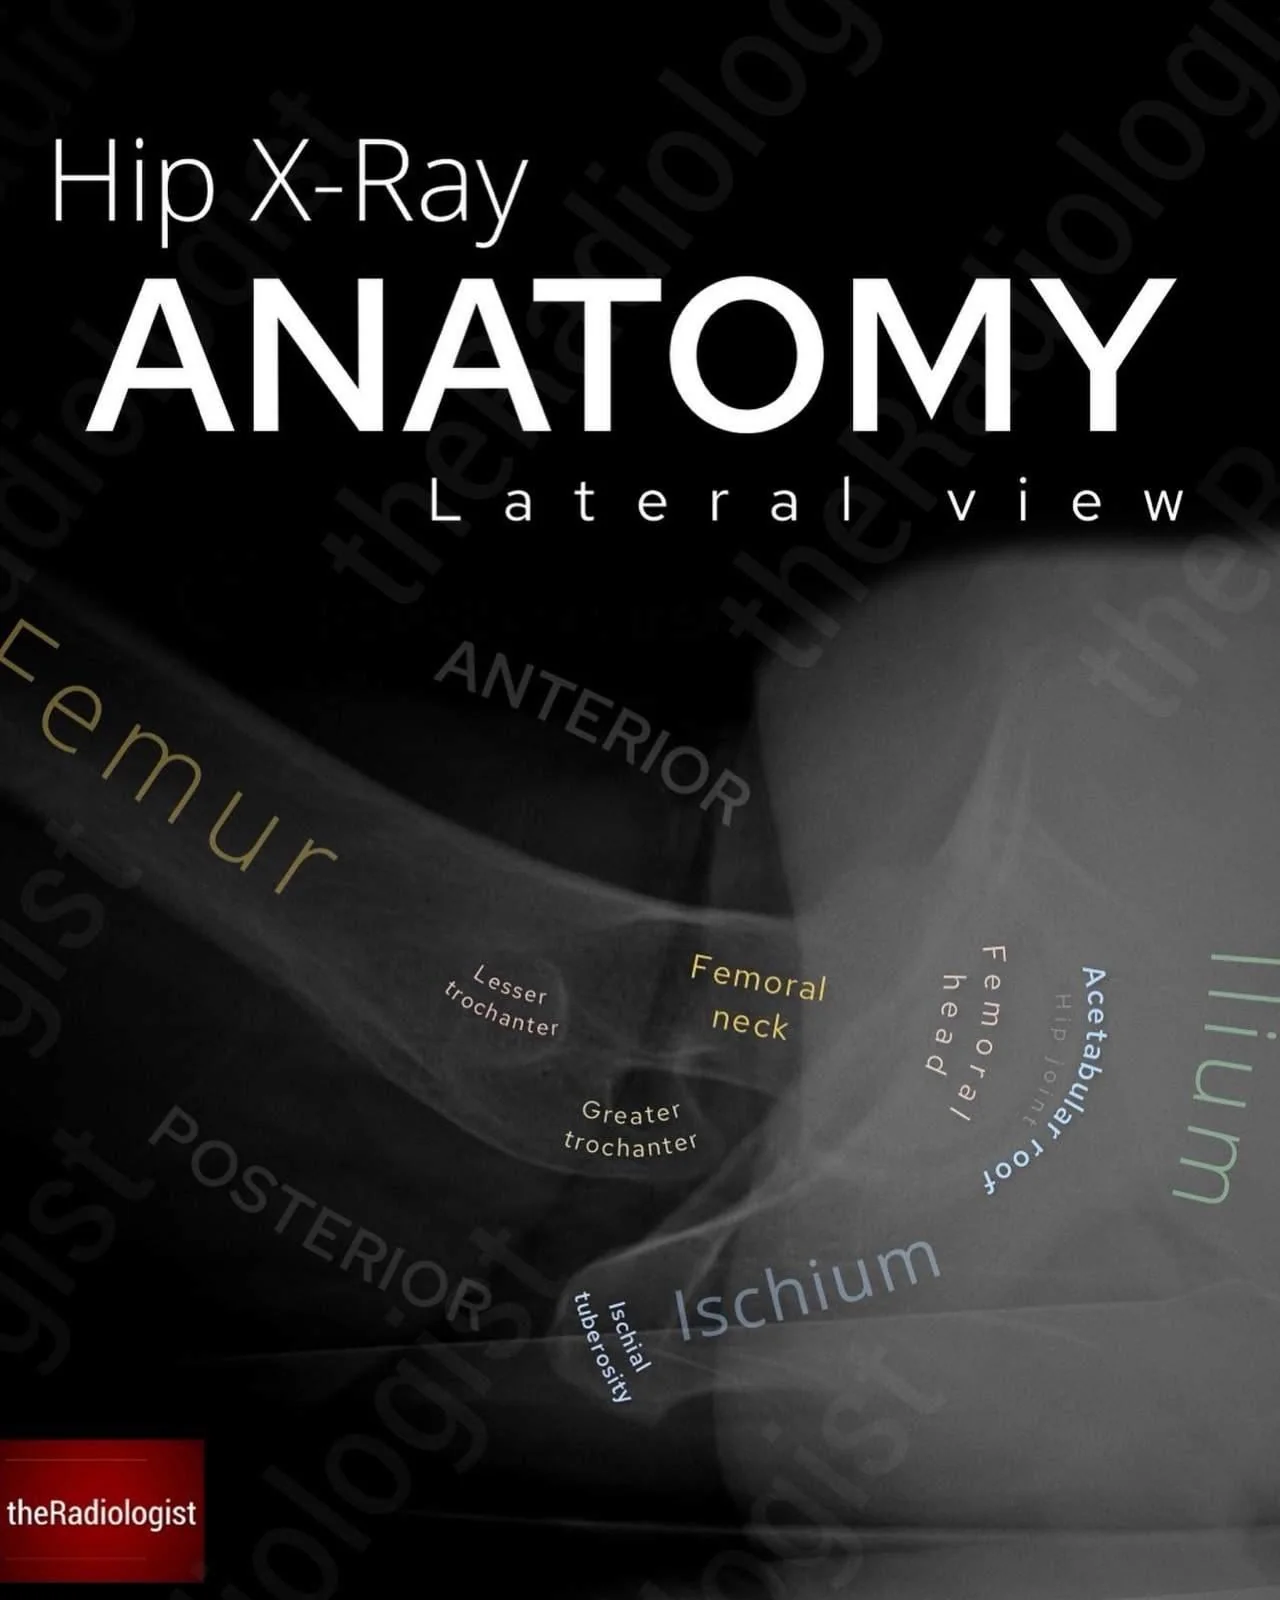 Hip X-Ray
ANATOMY
Lateral view
Femur
ANTERIOR
Lesser
trochanter
Femoral
neck
Femoral
head
Hip joint
Acetabular roof
Ilium
Greater
trochanter
POSTERIOR
Ischium
Ischial
tuberosity
theRadiologist
theRadiologist